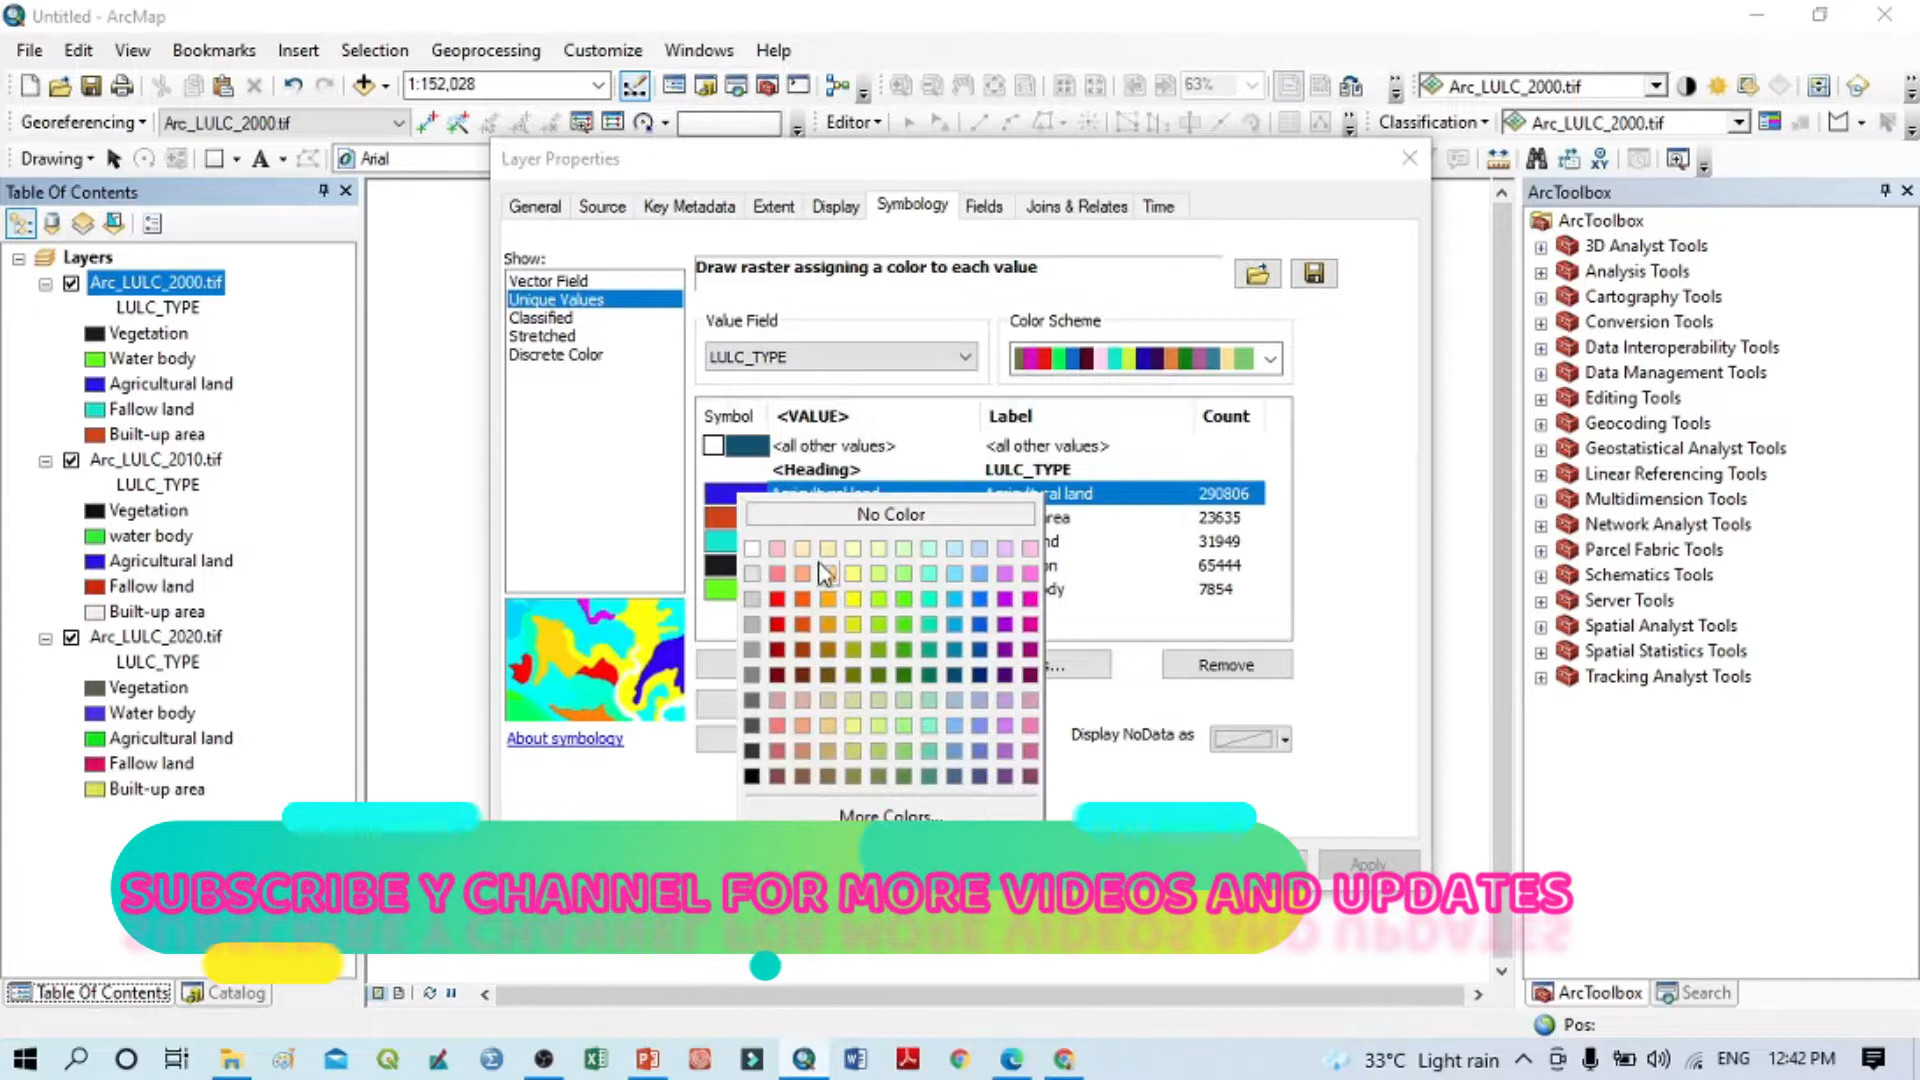 Untitled - ArcMap
File Edit View Bookmarks Insert Selection Geoprocessing Customize Windows Help
1:152,028 63% Arc_LULC_2000.tif
Georeferencing Arc_LULC_2000.tif Editor Classification Arc_LULC_2000.tif
Drawing A Arial
Table Of Contents
Layers
Arc_LULC_2000.tif
LULC_TYPE
Vegetation
Water body
Agricultural land
Fallow land
Built-up area
Arc_LULC_2010.tif
LULC_TYPE
Vegetation
water body
Agricultural land
Fallow land
Built-up area
Arc_LULC_2020.tif
LULC_TYPE
Vegetation
Water body
Agricultural land
Fallow land
Built-up area
Table Of Contents Catalog
Layer Properties
General Source Key Metadata Extent Display Symbology Fields Joins & Relates Time
Show:
Vector Field
Unique Values
Classified
Stretched
Discrete Color
About symbology
Draw raster assigning a color to each value
Value Field
LULC_TYPE
Color Scheme
Symbol <VALUE> Label Count
<all other values> <all other values>
<Heading> LULC_TYPE
Agricultural land Agricultural land 290806
area 23635
nd 31949
on 65444
dy 7854
No Color
More Colors...
s... Remove
Display NoData as
Apply
ArcToolbox
ArcToolbox
3D Analyst Tools
Analysis Tools
Cartography Tools
Conversion Tools
Data Interoperability Tools
Data Management Tools
Editing Tools
Geocoding Tools
Geostatistical Analyst Tools
Linear Referencing Tools
Multidimension Tools
Network Analyst Tools
Parcel Fabric Tools
Schematics Tools
Server Tools
Spatial Analyst Tools
Spatial Statistics Tools
Tracking Analyst Tools
ArcToolbox Search
SUBSCRIBE Y CHANNEL FOR MORE VIDEOS AND UPDATES
Pos:
33°C Light rain ENG 12:42 PM